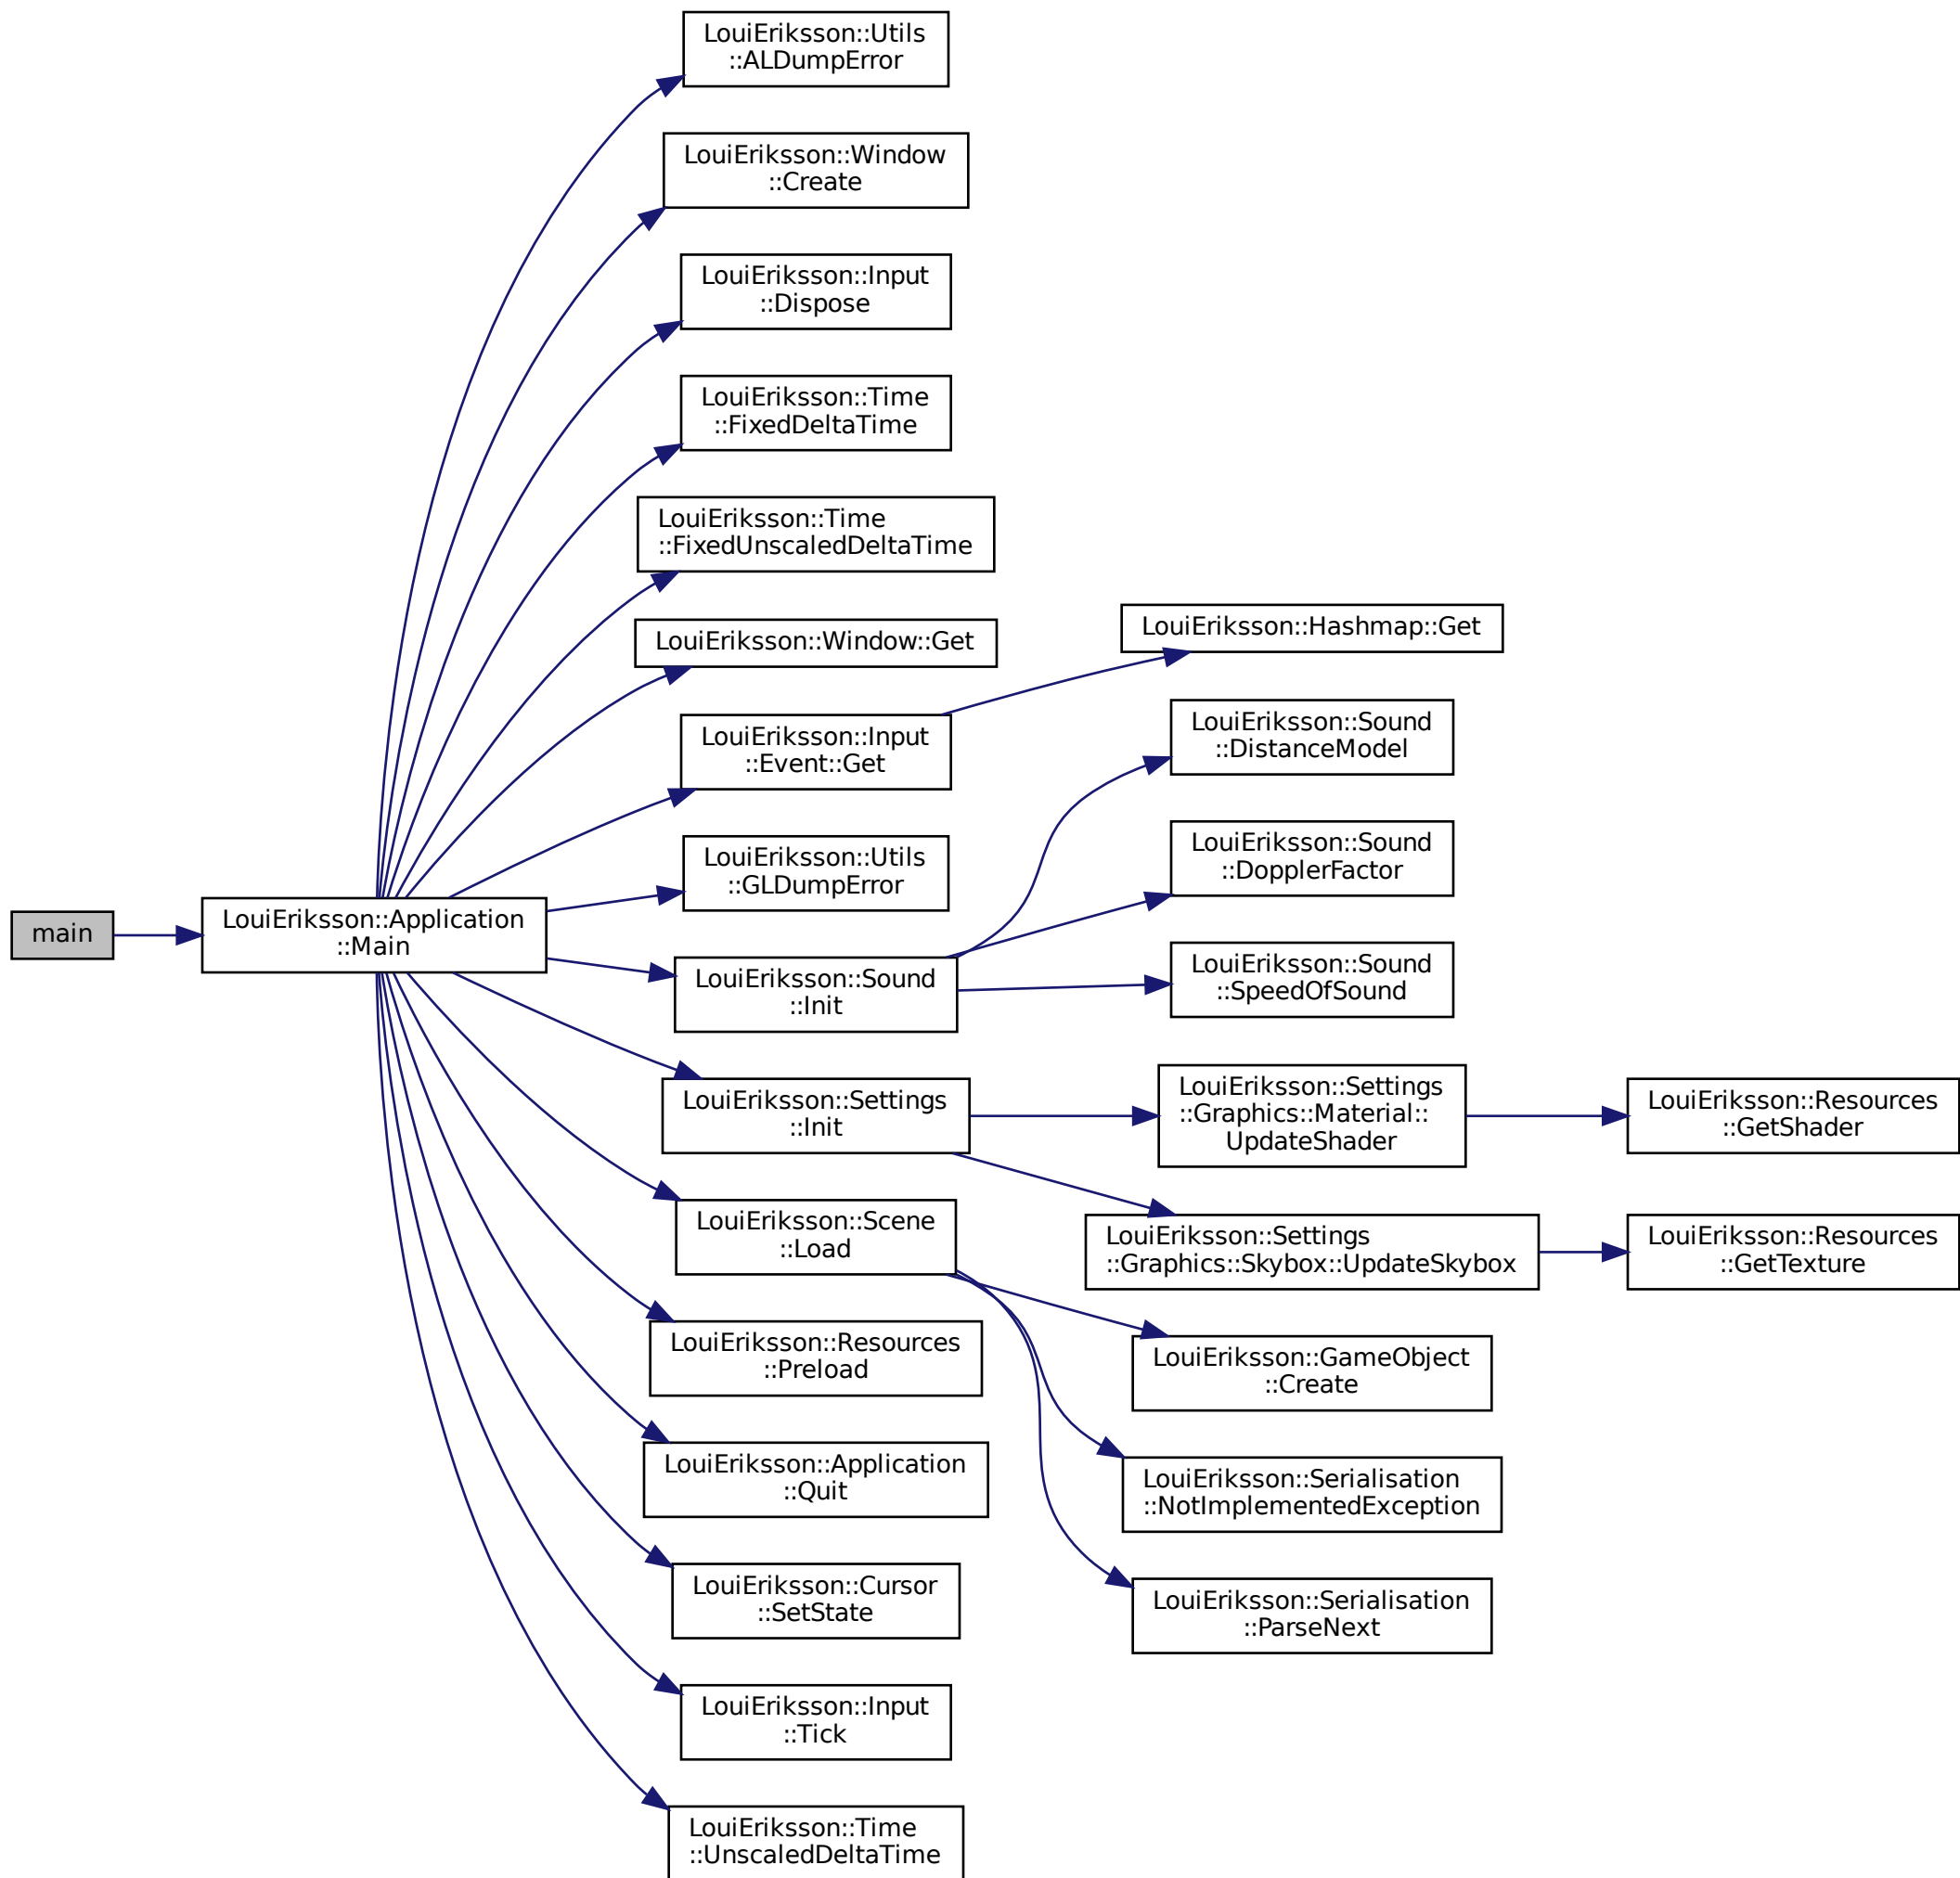 main
LouiEriksson::Application
::Main
LouiEriksson::Utils
::ALDumpError
LouiEriksson::Window
::Create
LouiEriksson::Input
::Dispose
LouiEriksson::Time
::FixedDeltaTime
LouiEriksson::Time
::FixedUnscaledDeltaTime
LouiEriksson::Window::Get
LouiEriksson::Input
::Event::Get
LouiEriksson::Utils
::GLDumpError
LouiEriksson::Sound
::Init
LouiEriksson::Settings
::Init
LouiEriksson::Scene
::Load
LouiEriksson::Resources
::Preload
LouiEriksson::Application
::Quit
LouiEriksson::Cursor
::SetState
LouiEriksson::Input
::Tick
LouiEriksson::Time
::UnscaledDeltaTime
LouiEriksson::Hashmap::Get
LouiEriksson::Sound
::DistanceModel
LouiEriksson::Sound
::DopplerFactor
LouiEriksson::Sound
::SpeedOfSound
LouiEriksson::Settings
::Graphics::Material::
UpdateShader
LouiEriksson::Settings
::Graphics::Skybox::UpdateSkybox
LouiEriksson::GameObject
::Create
LouiEriksson::Serialisation
::NotImplementedException
LouiEriksson::Serialisation
::ParseNext
LouiEriksson::Resources
::GetShader
LouiEriksson::Resources
::GetTexture